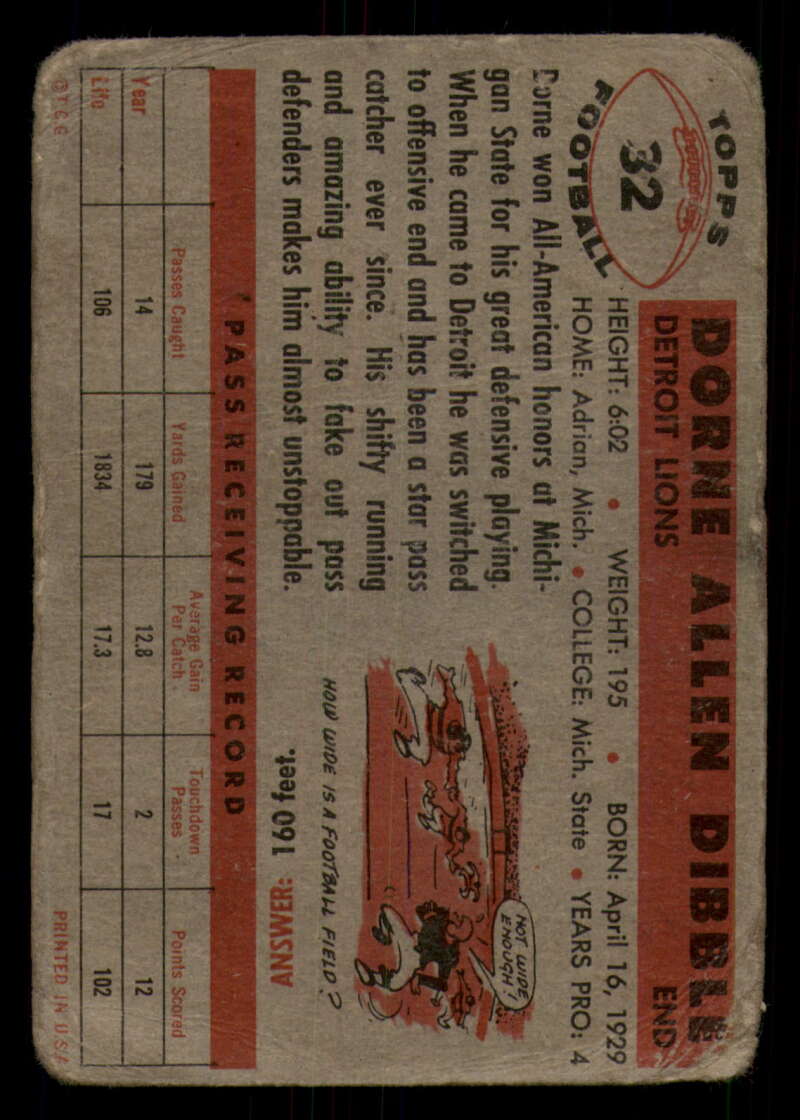 TOPPS
32
FOOTBALL
DORNE ALLEN DIBBLE
DETROIT LIONS END
HEIGHT: 6:02 • WEIGHT: 195 • BORN: April 16, 1929
HOME: Adrian, Mich. • COLLEGE: Mich. State • YEARS PRO: 4
Dorne won All-American honors at Michi-
gan State for his great defensive playing.
When he came to Detroit he was switched
to offensive end and has been a star pass
catcher ever since. His shifty running
and amazing ability to fake out pass
defenders makes him almost unstoppable.
NOT WIDE
ENOUGH!
HOW WIDE IS A FOOTBALL FIELD?
ANSWER: 160 feet.
PASS RECEIVING RECORD
Passes Caught Yards Gained Average Gain Per Catch Touchdown Passes Points Scored
Year 14 179 12.8 2 12
Life 106 1834 17.3 17 102
©T.C.G. PRINTED IN U.S.A.